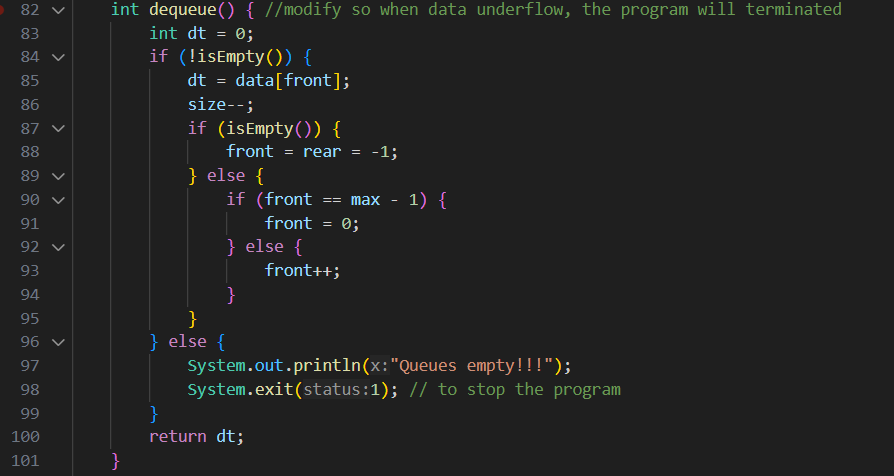 82 int dequeue() { //modify so when data underflow, the program will terminated
83 int dt = 0;
84 if (!isEmpty()) {
85 dt = data[front];
86 size--;
87 if (isEmpty()) {
88 front = rear = -1;
89 } else {
90 if (front == max - 1) {
91 front = 0;
92 } else {
93 front++;
94 }
95 }
96 } else {
97 System.out.println(x:"Queues empty!!!");
98 System.exit(status:1); // to stop the program
99 }
100 return dt;
101 }